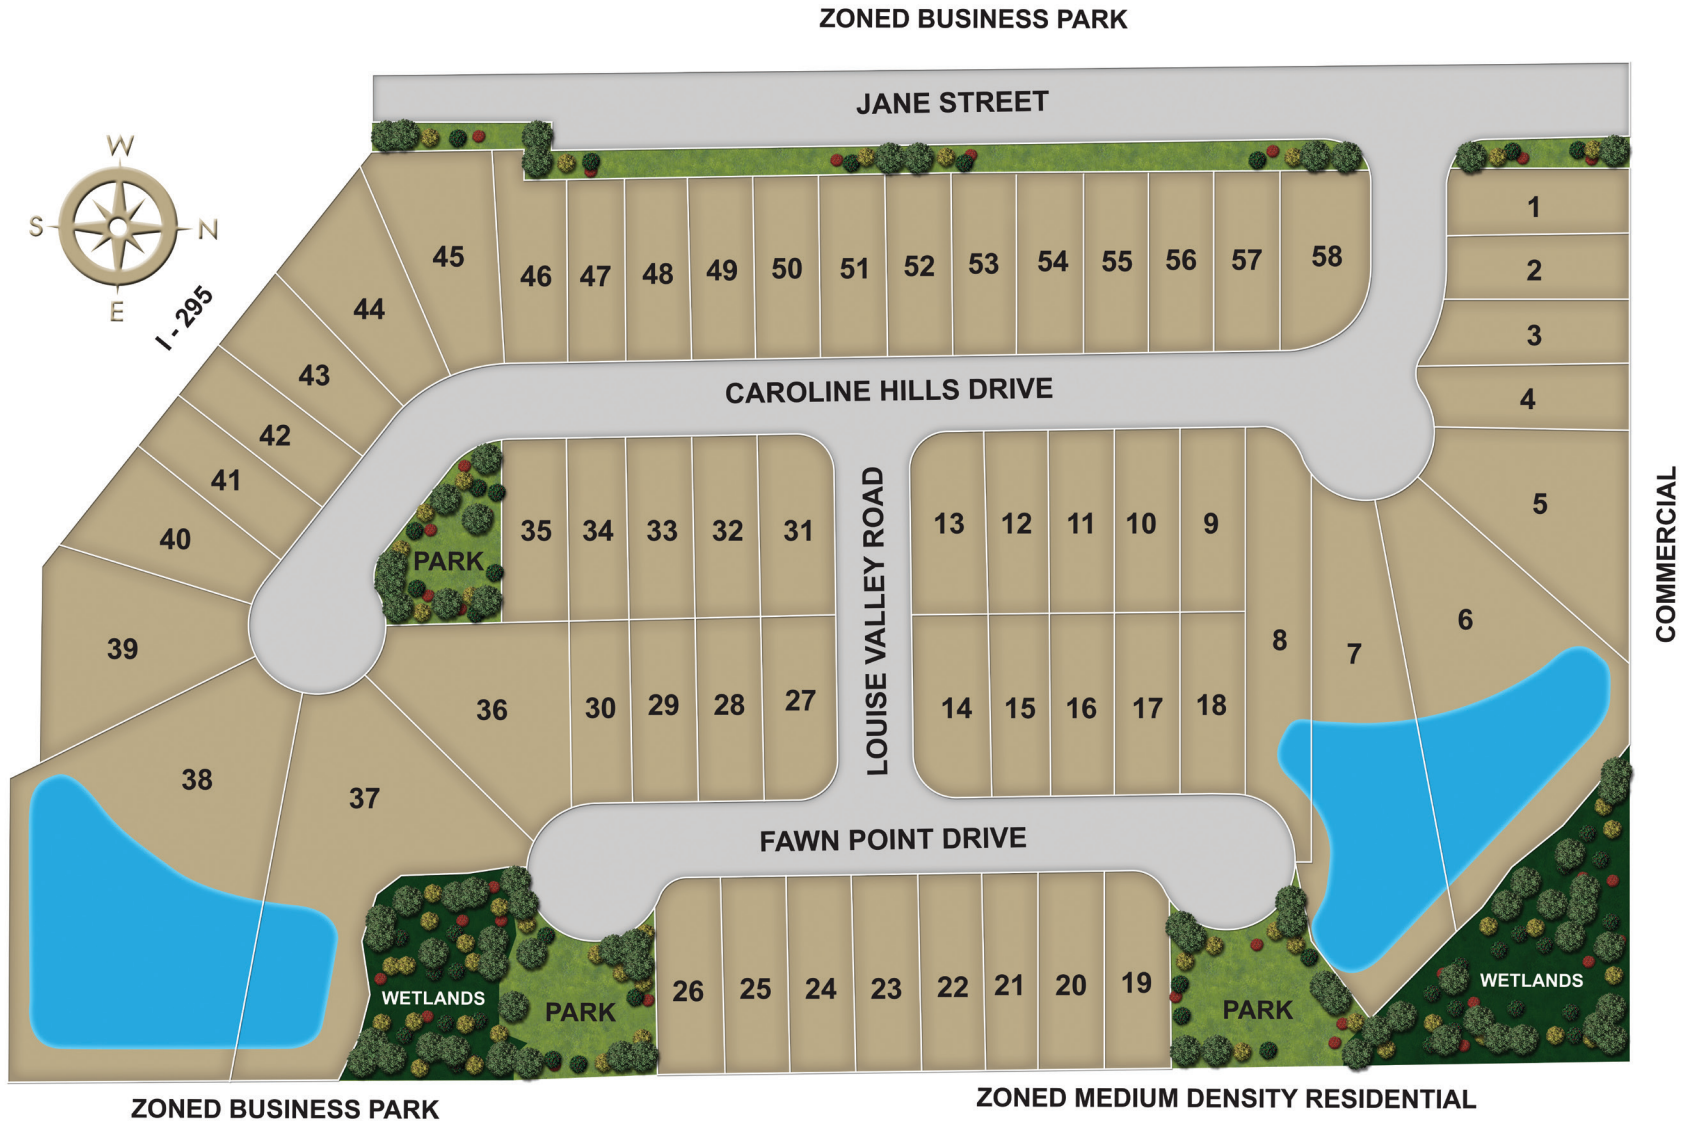 ZONED BUSINESS PARK
JANE STREET
W
S
N
E
I - 295
1
2
3
4
5
6
7
8
45
44
43
42
41
40
39
38
37
36
46 47 48 49 50 51 52 53 54 55 56 57 58
CAROLINE HILLS DRIVE
PARK
35 34 33 32 31
LOUISE VALLEY ROAD
13 12 11 10 9
30 29 28 27
14 15 16 17 18
COMMERCIAL
FAWN POINT DRIVE
WETLANDS
PARK
26 25 24 23 22 21 20 19
PARK
WETLANDS
ZONED BUSINESS PARK
ZONED MEDIUM DENSITY RESIDENTIAL